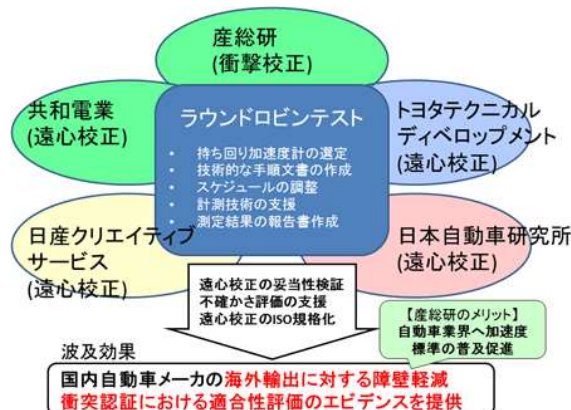 産総研
(衝撃校正)
共和電業
(遠心校正)
ラウンドロビンテスト
• 持ち回り加速度計の選定
• 技術的な手順文書の作成
• スケジュールの調整
• 計測技術の支援
• 測定結果の報告書作成
トヨタテクニカル
ディベロップメント
(遠心校正)
日産クリエイティブ
サービス
(遠心校正)
日本自動車研究所
(遠心校正)
遠心校正の妥当性検証
不確かさ評価の支援
遠心校正のISO規格化
【産総研のメリット】
自動車業界へ加速度
標準の普及促進
波及効果
国内自動車メーカの海外輸出に対する障壁軽減
衝突認証における適合性評価のエビデンスを提供